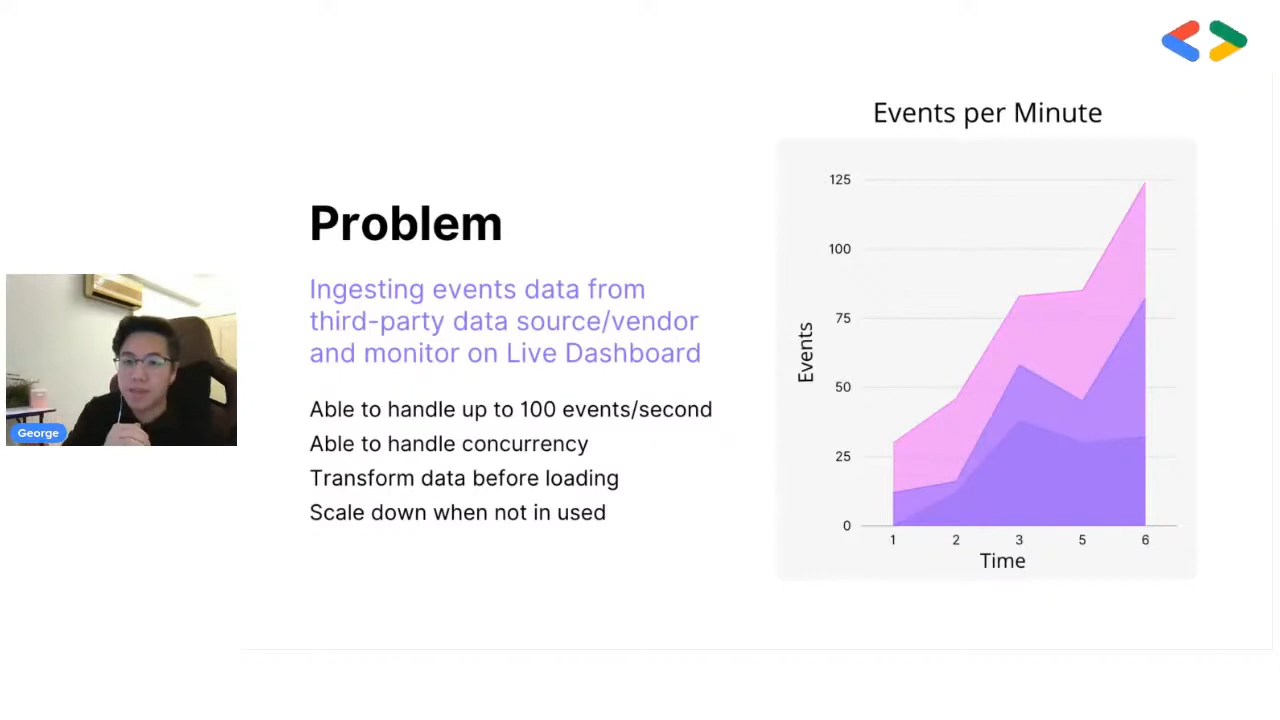 Problem
Ingesting events data from
third-party data source/vendor
and monitor on Live Dashboard
Able to handle up to 100 events/second
Able to handle concurrency
Transform data before loading
Scale down when not in used
George
Events per Minute
Events
125
100
75
50
25
0
1 2 3 5 6
Time